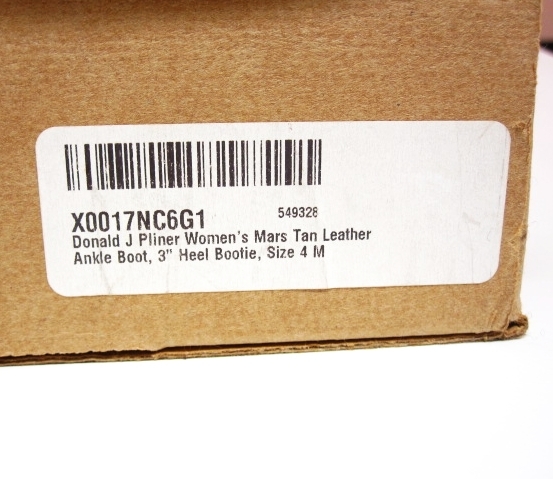 X0017NC6G1 549328
Donald J Pliner Women's Mars Tan Leather
Ankle Boot, 3" Heel Bootie, Size 4 M